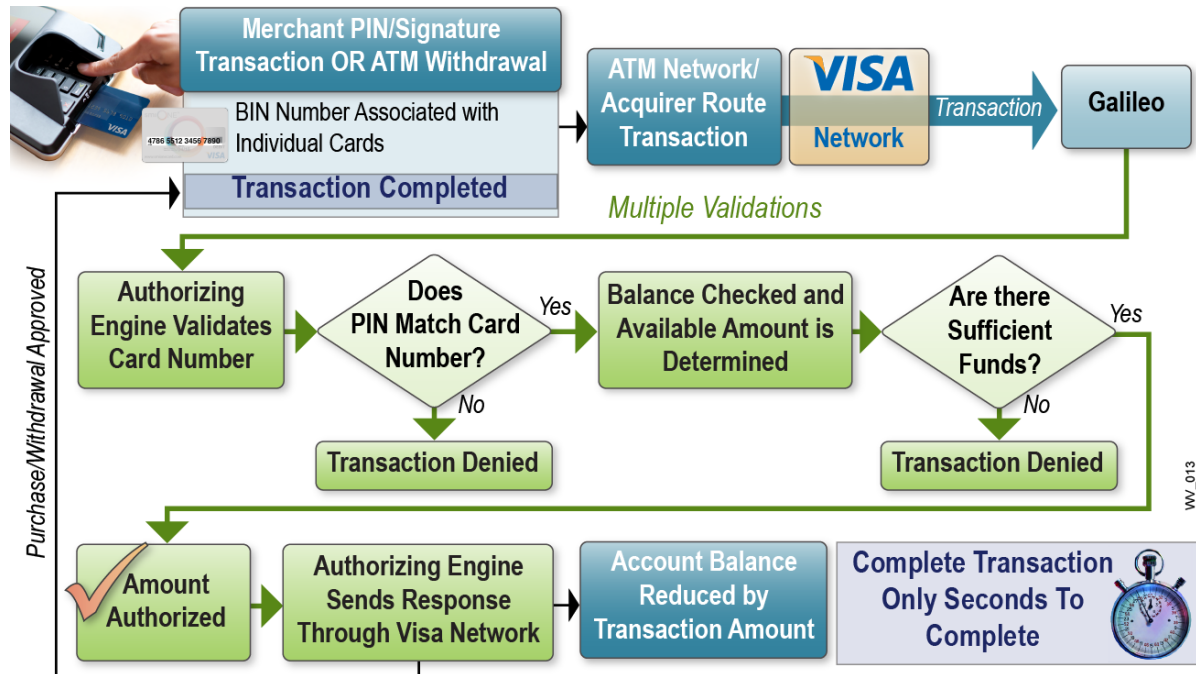 Merchant PIN/Signature
Transaction OR ATM Withdrawal
BIN Number Associated with
Individual Cards
4786 5512 3456 7890
VISA
VISA
Transaction Completed
ATM Network/
Acquirer Route
Transaction
VISA
Network
Transaction
Galileo
Multiple Validations
Authorizing
Engine Validates
Card Number
Does
PIN Match Card
Number?
Yes
No
Transaction Denied
Balance Checked and
Available Amount is
Determined
Are there
Sufficient
Funds?
Yes
No
Transaction Denied
WV_013
Purchase/Withdrawal Approved
Amount
Authorized
Authorizing Engine
Sends Response
Through Visa Network
Account Balance
Reduced by
Transaction Amount
Complete Transaction
Only Seconds To
Complete